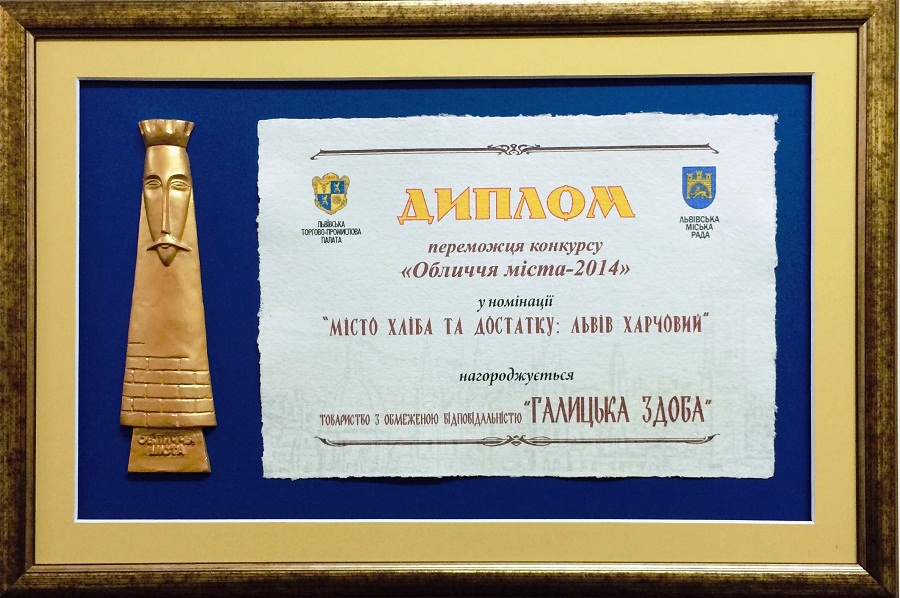 ДИПЛОМ
ЛЬВІВСЬКА
ТОРГОВО-ПРОМИСЛОВА
ПАЛАТА
ЛЬВІВСЬКА
МІСЬКА
РАДА
переможця конкурсу
«Обличчя міста-2014»
у номінації
"МІСТО ХЛІБА ТА ДОСТАТКУ: ЛЬВІВ ХАРЧОВИЙ"
нагороджується
ТОВАРИСТВО З ОБМЕЖЕНОЮ ВІДПОВІДАЛЬНІСТЮ "ГАЛИЦЬКА ЗДОБА"
ОБЛИЧЧЯ
МІСТА